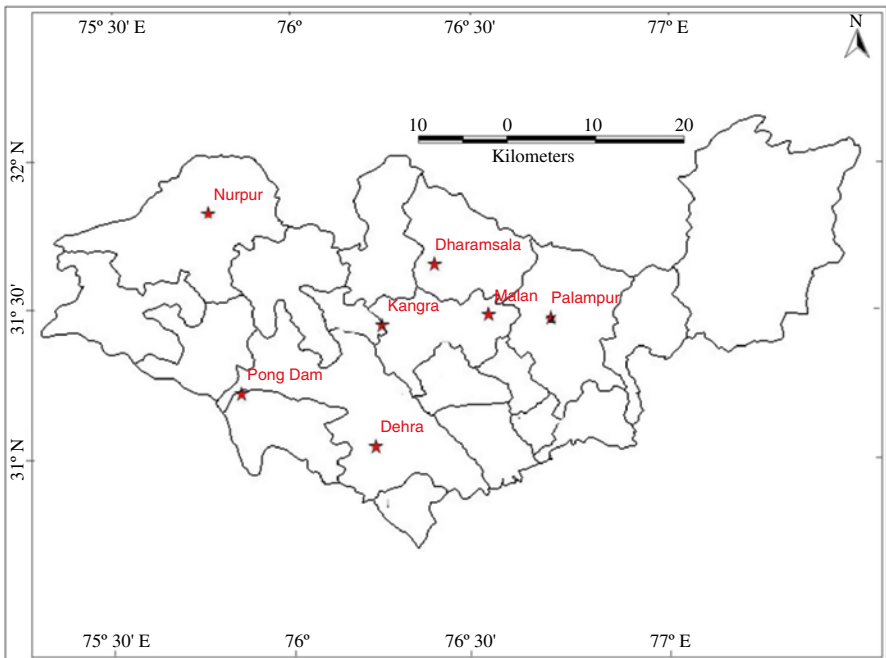 75º 30' E 76º 76º 30' E 77º E
N
10 0 10 20
Kilometers
32º N
Nurpur
Dharamsala
31º 30'
Kangra
Malan
Palampur
Pong Dam
Dehra
31º N
75º 30' E 76º 76º 30' E 77º E